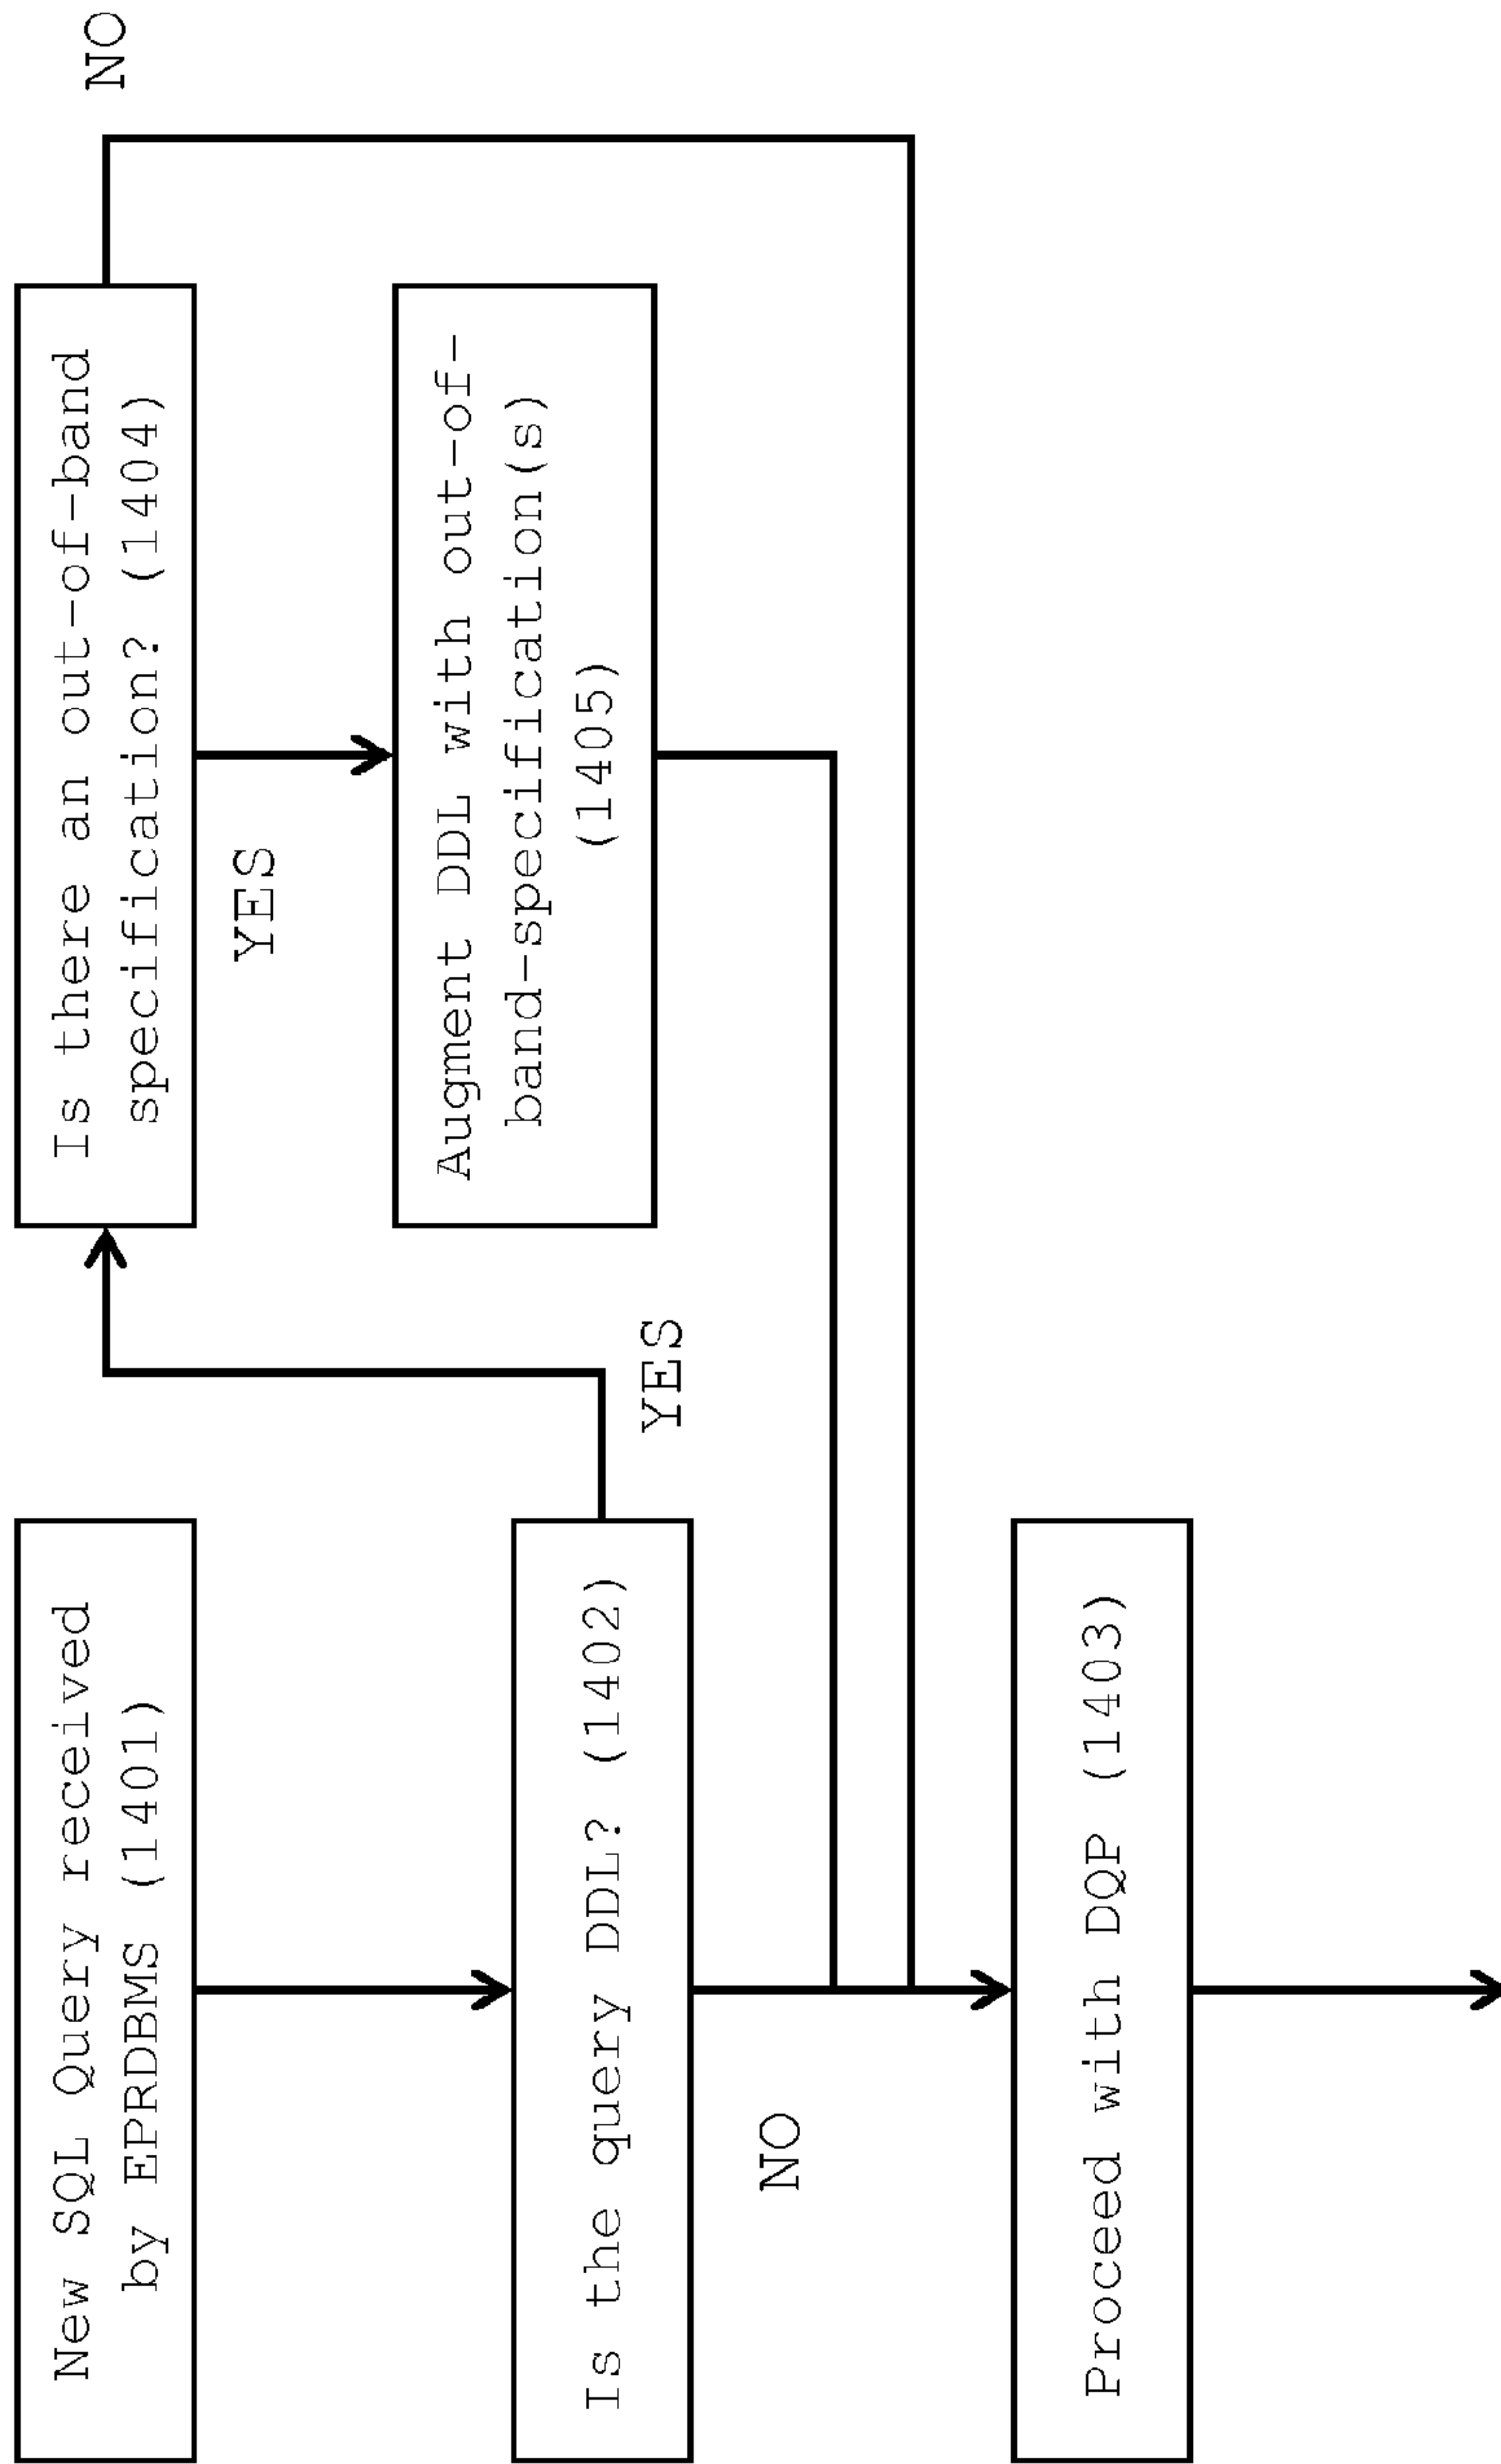 New SQL Query received
by EPRDBMS (1401)
Is the query DDL? (1402)
YES
NO
Proceed with DQP (1403)
Is there an out-of-band
specification? (1404)
NO
YES
Augment DDL with out-of-
band-specification(s)
(1405)